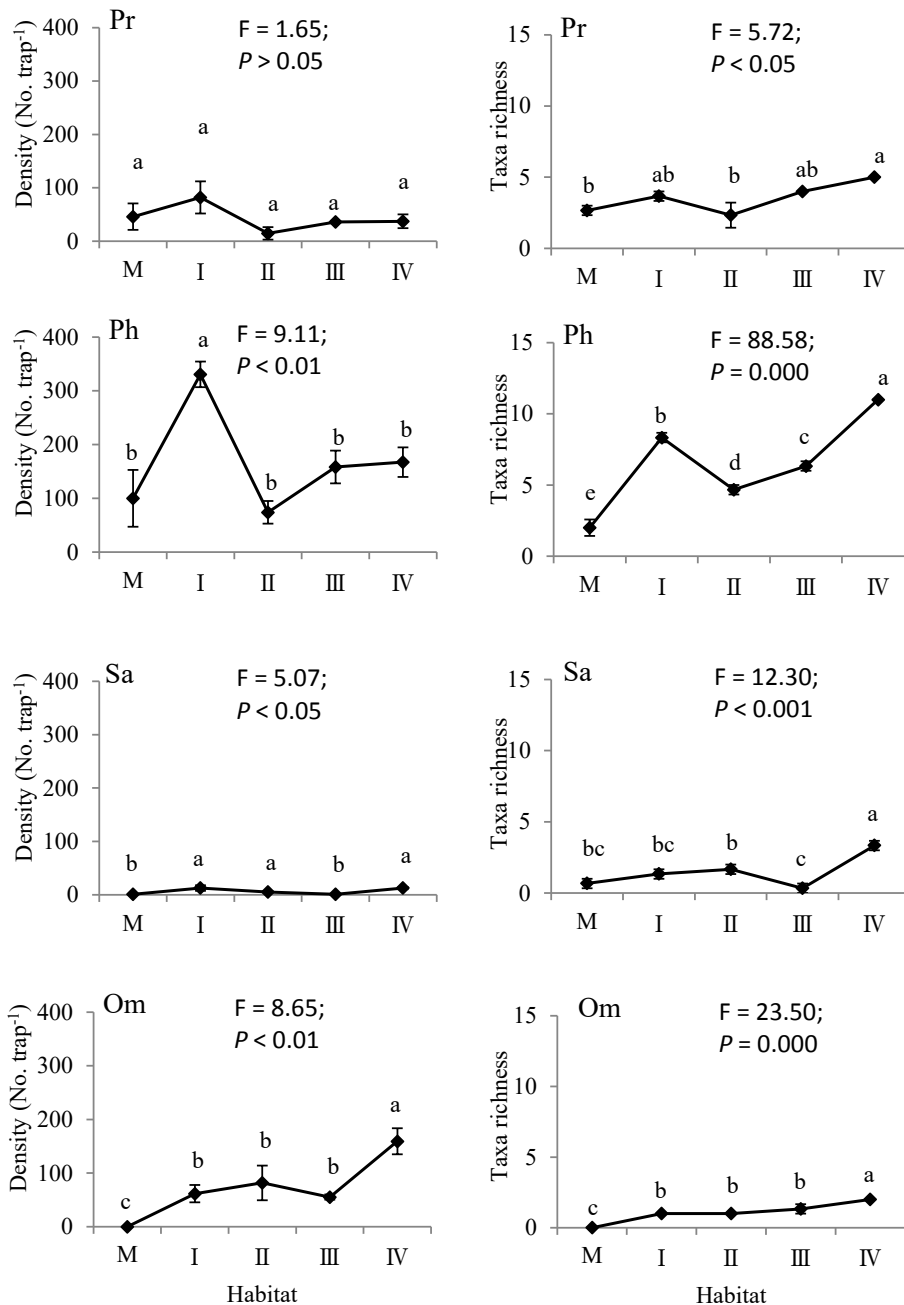 Pr
F = 1.65;
P > 0.05
Density (No. trap-1)
400
300
200
100
0
a
a
a
a
a
M I II III IV
Pr
F = 5.72;
P < 0.05
Taxa richness
15
10
5
0
b
ab
b
ab
a
M I II III IV
Ph
F = 9.11;
P < 0.01
Density (No. trap-1)
400
300
200
100
0
b
a
b
b
b
M I II III IV
Ph
F = 88.58;
P = 0.000
Taxa richness
15
10
5
0
e
b
d
c
a
M I II III IV
Sa
F = 5.07;
P < 0.05
Density (No. trap-1)
400
300
200
100
0
b
a
a
b
a
M I II III IV
Sa
F = 12.30;
P < 0.001
Taxa richness
15
10
5
0
bc
bc
b
c
a
M I II III IV
Om
F = 8.65;
P < 0.01
Density (No. trap-1)
400
300
200
100
0
c
b
b
b
a
M I II III IV
Habitat
Om
F = 23.50;
P = 0.000
Taxa richness
15
10
5
0
c
b
b
b
a
M I II III IV
Habitat